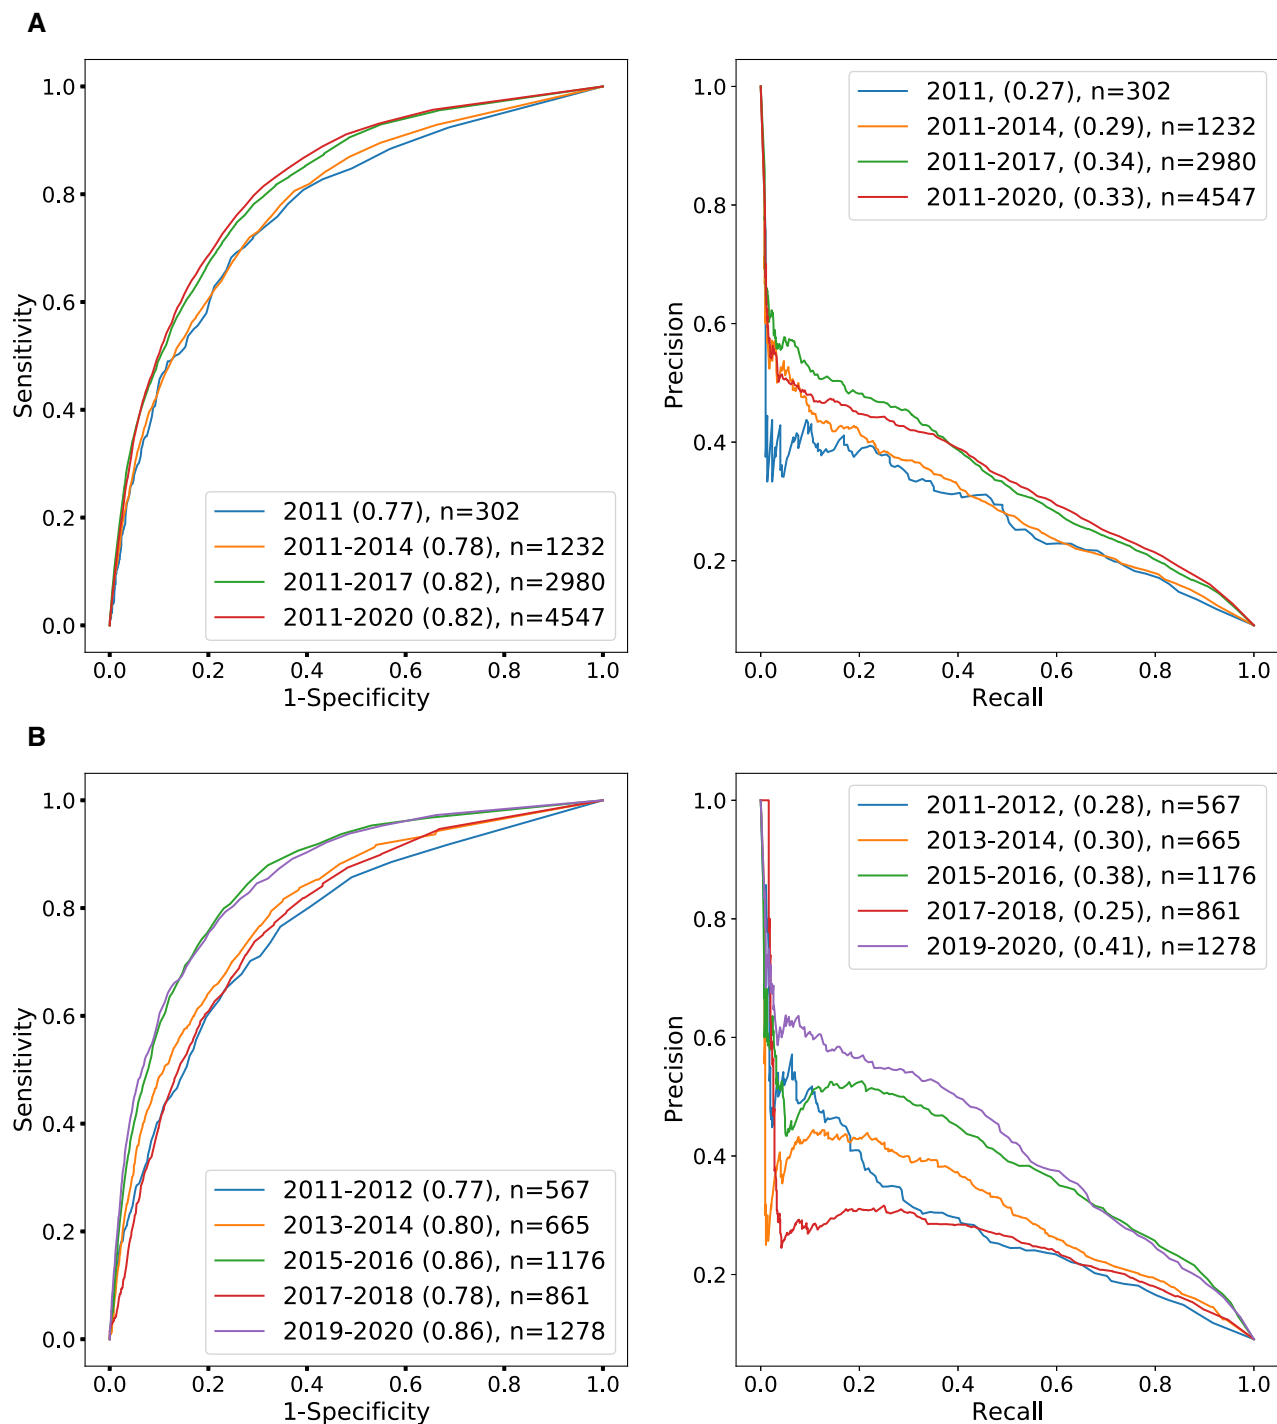 A
1.0
0.8
0.6
0.4
0.2
0.0
Sensitivity
2011 (0.77), n=302
2011-2014 (0.78), n=1232
2011-2017 (0.82), n=2980
2011-2020 (0.82), n=4547
0.0 0.2 0.4 0.6 0.8 1.0
1-Specificity
1.0
0.8
0.6
0.4
0.2
Precision
2011, (0.27), n=302
2011-2014, (0.29), n=1232
2011-2017, (0.34), n=2980
2011-2020, (0.33), n=4547
0.0 0.2 0.4 0.6 0.8 1.0
Recall
B
1.0
0.8
0.6
0.4
0.2
0.0
Sensitivity
2011-2012 (0.77), n=567
2013-2014 (0.80), n=665
2015-2016 (0.86), n=1176
2017-2018 (0.78), n=861
2019-2020 (0.86), n=1278
0.0 0.2 0.4 0.6 0.8 1.0
1-Specificity
1.0
0.8
0.6
0.4
0.2
Precision
2011-2012, (0.28), n=567
2013-2014, (0.30), n=665
2015-2016, (0.38), n=1176
2017-2018, (0.25), n=861
2019-2020, (0.41), n=1278
0.0 0.2 0.4 0.6 0.8 1.0
Recall